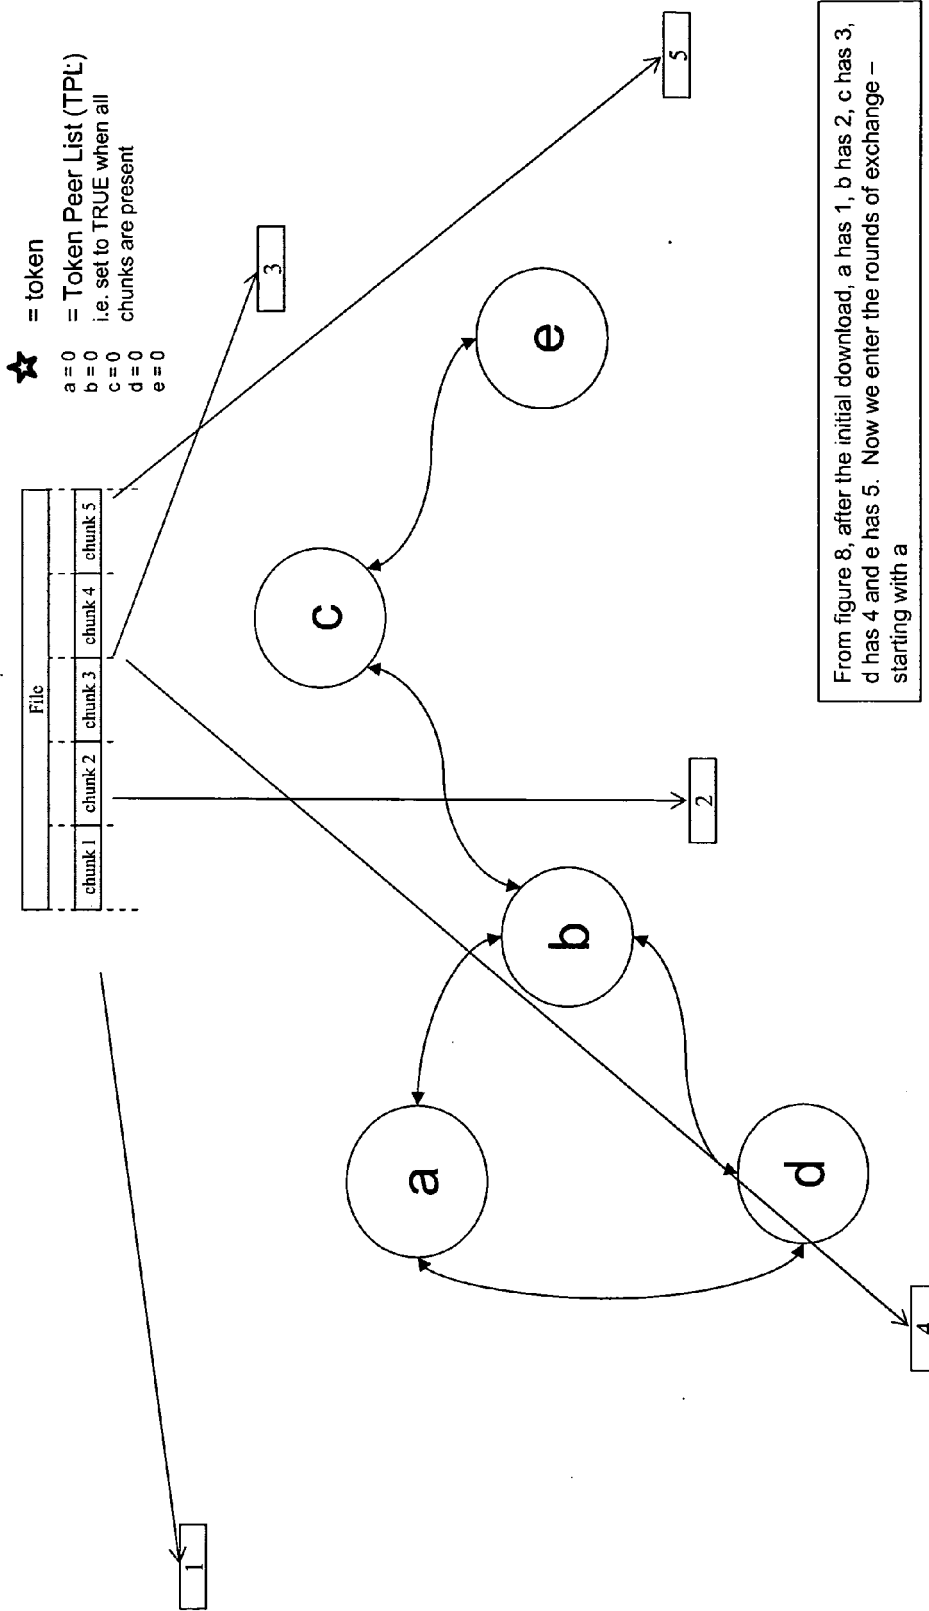 File
chunk 1
chunk 2
chunk 3
chunk 4
chunk 5
= token
a = 0
b = 0
c = 0
d = 0
e = 0
= Token Peer List (TPL)
i.e. set to TRUE when all
chunks are present
1
3
5
a
b
c
d
e
2
4
From figure 8, after the initial download, a has 1, b has 2, c has 3,
d has 4 and e has 5. Now we enter the rounds of exchange –
starting with a